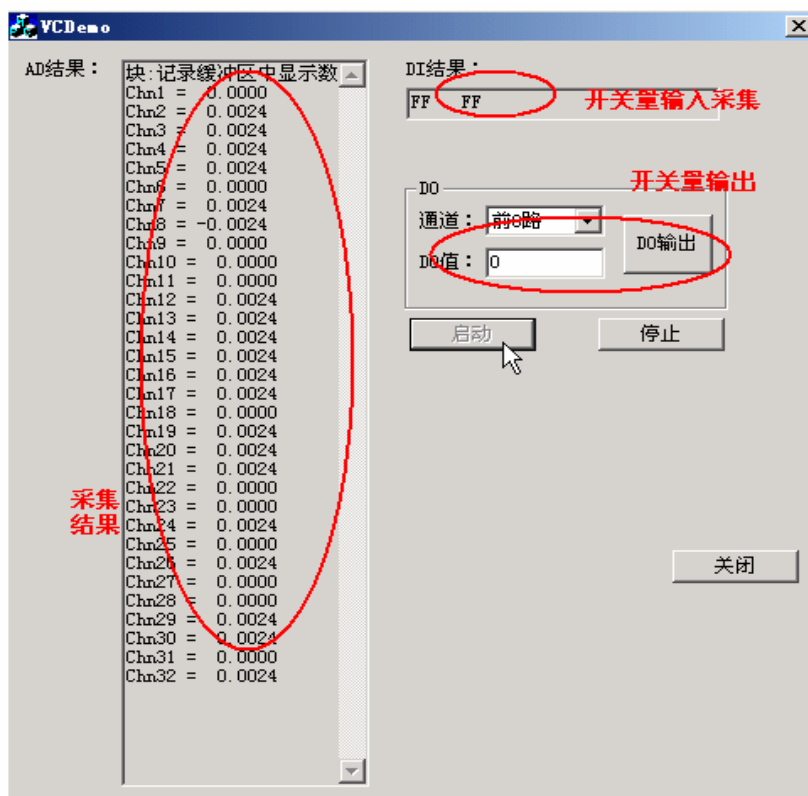 VCDemo
AD结果：
块:记录缓冲区中显示数
Chn1 = 0.0000
Chn2 = 0.0024
Chn3 = 0.0024
Chn4 = 0.0024
Chn5 = 0.0024
Chn6 = 0.0000
Chn7 = 0.0024
Chn8 = -0.0024
Chn9 = 0.0000
Chn10 = 0.0000
Chn11 = 0.0000
Chn12 = 0.0024
Chn13 = 0.0024
Chn14 = 0.0024
Chn15 = 0.0024
Chn16 = 0.0024
Chn17 = 0.0024
Chn18 = 0.0000
Chn19 = 0.0024
Chn20 = 0.0024
Chn21 = 0.0024
Chn22 = 0.0000
Chn23 = 0.0000
Chn24 = 0.0024
Chn25 = 0.0000
Chn26 = 0.0024
Chn27 = 0.0000
Chn28 = 0.0000
Chn29 = 0.0024
Chn30 = 0.0024
Chn31 = 0.0000
Chn32 = 0.0024
采集
结果
DI结果：
FF FF
开关量输入采集
开关量输出
DO
通道： 前8路
DO值： 0
DO输出
启动
停止
关闭